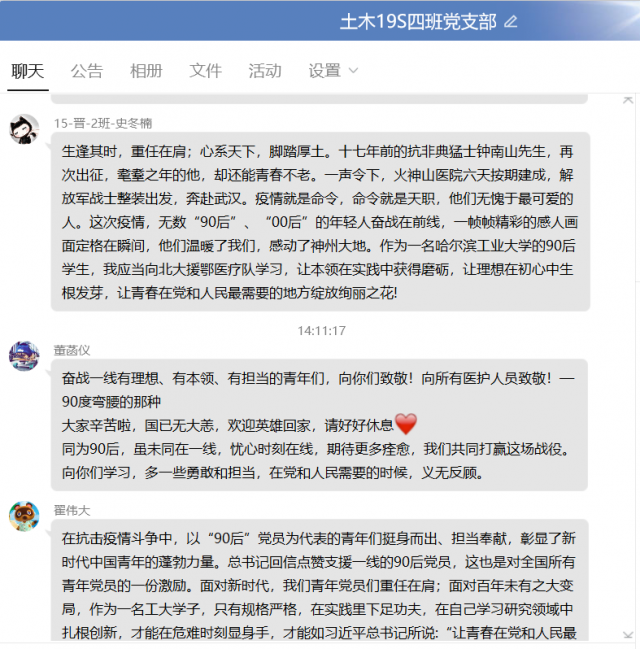 土木19S四班党支部
聊天 公告 相册 文件 活动 设置
15-晋-2班-史冬楠
生逢其时，重任在肩；心系天下，脚踏厚土。十七年前的抗非典猛士钟南山先生，再
次出征，耄耋之年的他，却还能青春不老。一声令下，火神山医院六天按期建成，解
放军战士整装出发，奔赴武汉。疫情就是命令，命令就是天职，他们无愧于最可爱的
人。这次疫情，无数“90后”、“00后”的年轻人奋战在前线，一帧帧精彩的感人画
面定格在瞬间，他们温暖了我们，感动了神州大地。作为一名哈尔滨工业大学的90后
学生，我应当向北大援鄂医疗队学习，让本领在实践中获得磨砺，让理想在初心中生
根发芽，让青春在党和人民最需要的地方绽放绚丽之花!
14:11:17
董菡仪
奋战一线有理想、有本领、有担当的青年们，向你们致敬！向所有医护人员致敬！—
90度弯腰的那种
大家辛苦啦，国已无大恙，欢迎英雄回家，请好好休息❤️
同为90后，虽未同在一线，忧心时刻在线，期待更多痊愈，我们共同打赢这场战役。
向你们学习，多一些勇敢和担当，在党和人民需要的时候，义无反顾。
瞿伟大
在抗击疫情斗争中，以“90后”党员为代表的青年们挺身而出、担当奉献，彰显了新
时代中国青年的蓬勃力量。总书记回信点赞支援一线的90后党员，这也是对全国所有
青年党员的一份激励。面对新时代，我们青年党员们重任在肩；面对百年未有之大变
局，作为一名工大学子，只有规格严格，在实践里下足功夫，在自己学习研究领域中
扎根创新，才能在危难时刻显身手，才能如习近平总书记所说:“让青春在党和人民最